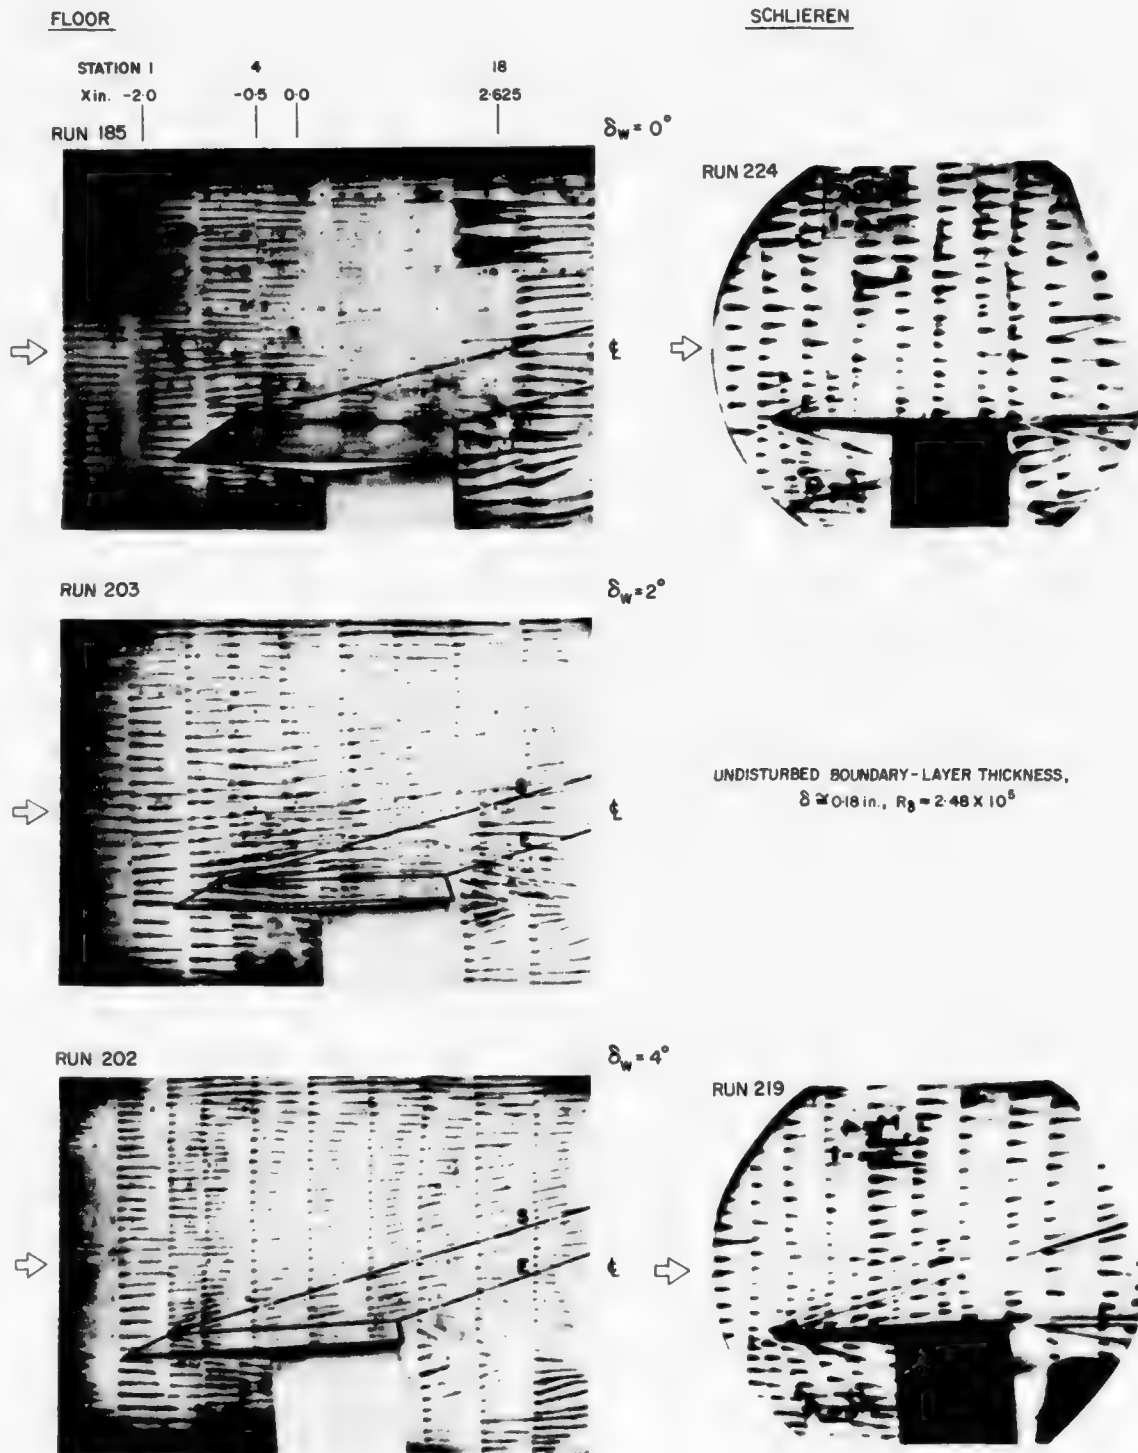 FLOOR
SCHLIEREN
STATION 1 4 18
X in. -2.0 -0.5 0.0 2.625
RUN 185
δw = 0°
RUN 224
℄
RUN 203
δw = 2°
S
E
℄
UNDISTURBED BOUNDARY-LAYER THICKNESS,
δ ≅ 0.18 in., Rδ = 2.48 X 10⁵
RUN 202
δw = 4°
RUN 219
S
E
℄